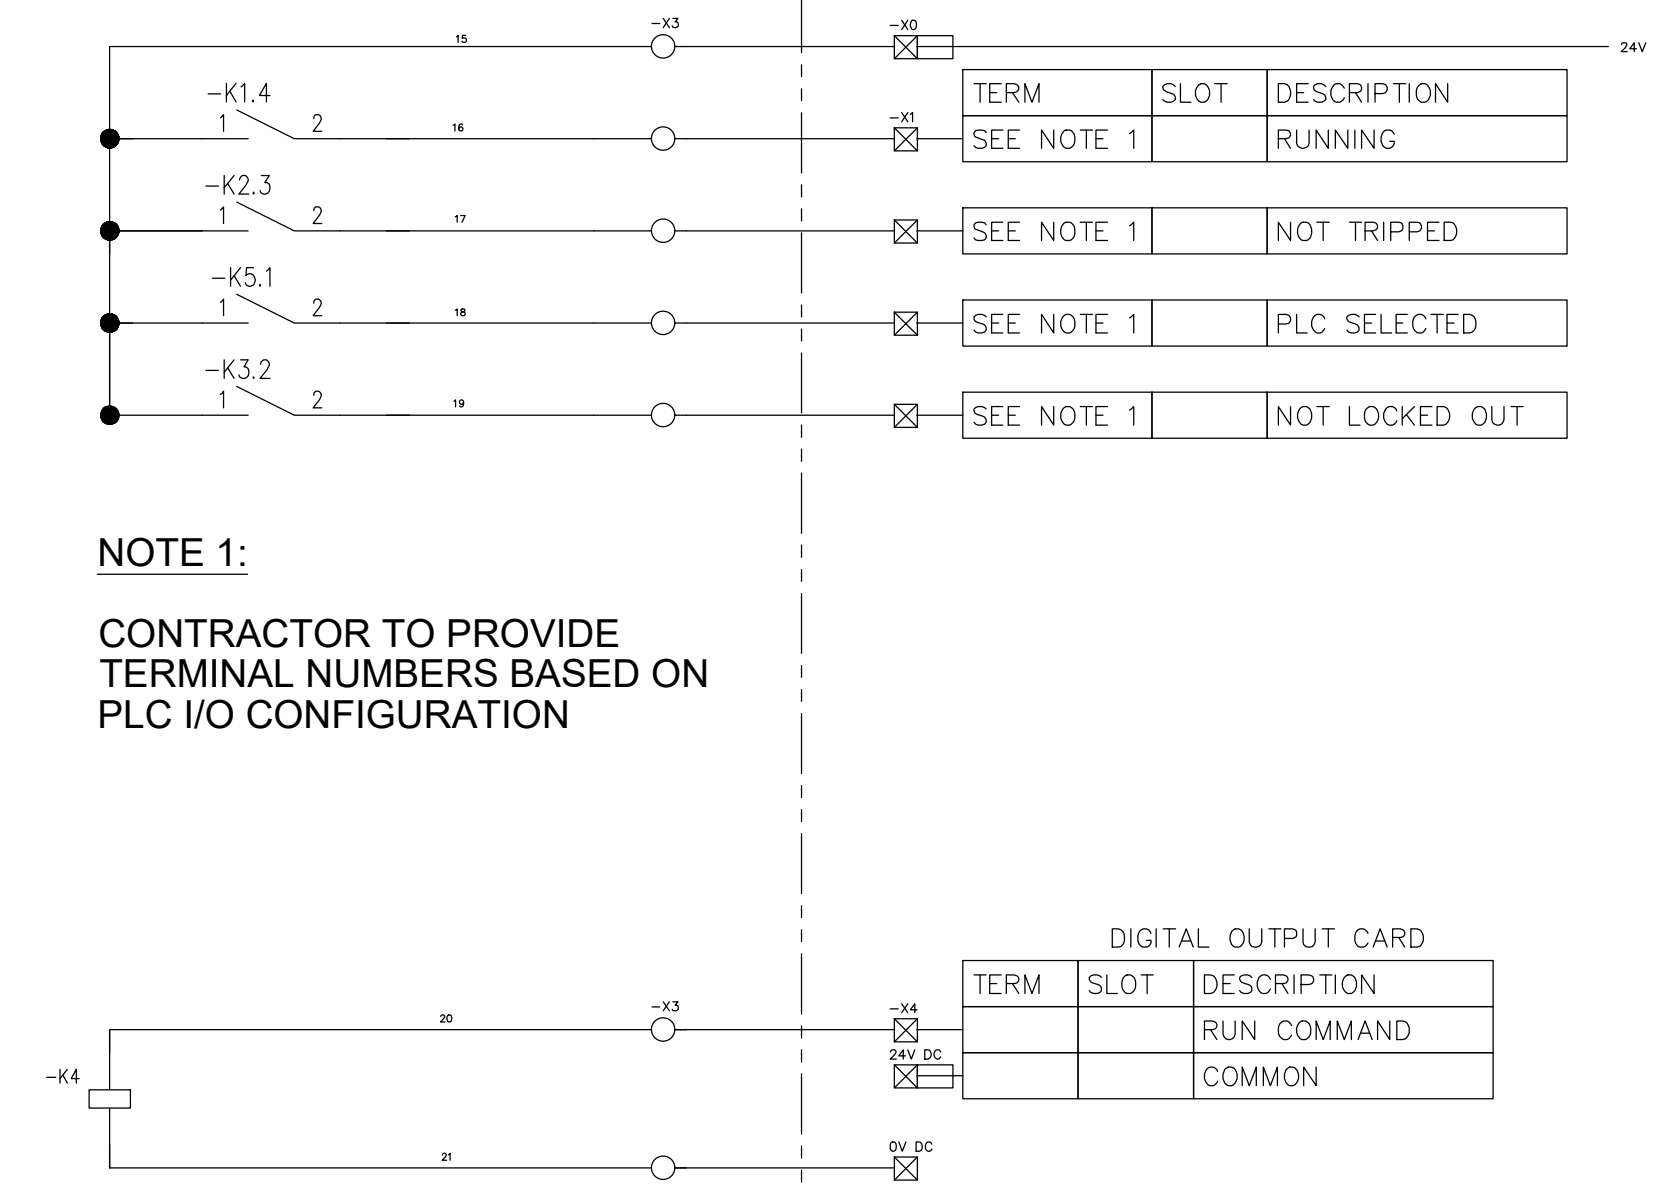 -X3
-X0
15
24V
-K1.4
TERM SLOT DESCRIPTION
1 2 16
-X1
SEE NOTE 1 RUNNING
-K2.3
1 2 17
SEE NOTE 1 NOT TRIPPED
-K5.1
1 2 18
SEE NOTE 1 PLC SELECTED
-K3.2
1 2 19
SEE NOTE 1 NOT LOCKED OUT
NOTE 1:
CONTRACTOR TO PROVIDE
TERMINAL NUMBERS BASED ON
PLC I/O CONFIGURATION
DIGITAL OUTPUT CARD
TERM SLOT DESCRIPTION
20
-X3
-X4
RUN COMMAND
24V DC
-K4
COMMON
21
0V DC